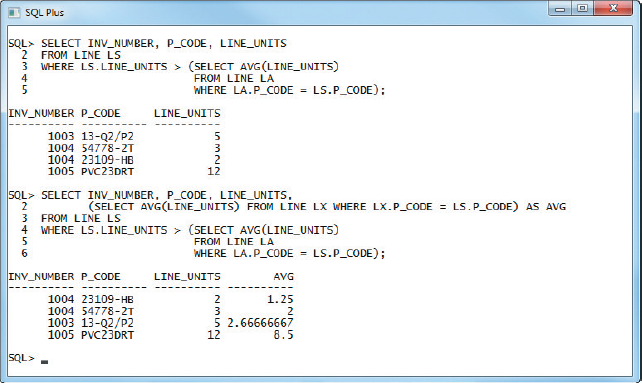 SQL Plus
SQL> SELECT INV_NUMBER, P_CODE, LINE_UNITS
  2  FROM LINE LS
  3  WHERE LS.LINE_UNITS > (SELECT AVG(LINE_UNITS)
  4                         FROM LINE LA
  5                         WHERE LA.P_CODE = LS.P_CODE);
INV_NUMBER P_CODE     LINE_UNITS
---------- ---------- ----------
      1003 13-Q2/P2            5
      1004 54778-2T            3
      1004 23109-HB            2
      1005 PVC23DRT           12
SQL> SELECT INV_NUMBER, P_CODE, LINE_UNITS,
  2         (SELECT AVG(LINE_UNITS) FROM LINE LX WHERE LX.P_CODE = LS.P_CODE) AS AVG
  3  FROM LINE LS
  4  WHERE LS.LINE_UNITS > (SELECT AVG(LINE_UNITS)
  5                         FROM LINE LA
  6                         WHERE LA.P_CODE = LS.P_CODE);
INV_NUMBER P_CODE     LINE_UNITS        AVG
---------- ---------- ---------- ----------
      1004 23109-HB            2       1.25
      1004 54778-2T            3          2
      1003 13-Q2/P2            5 2.66666667
      1005 PVC23DRT           12        8.5
SQL> _